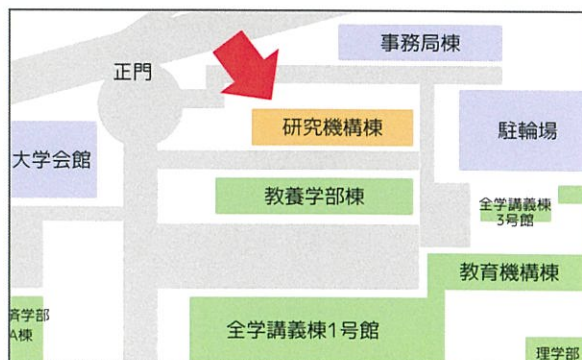 事務局棟
正門
研究機構棟
駐輪場
大学会館
教養学部棟
全学講義棟
3号館
教育機構棟
済学部
A棟
全学講義棟1号館
理学部